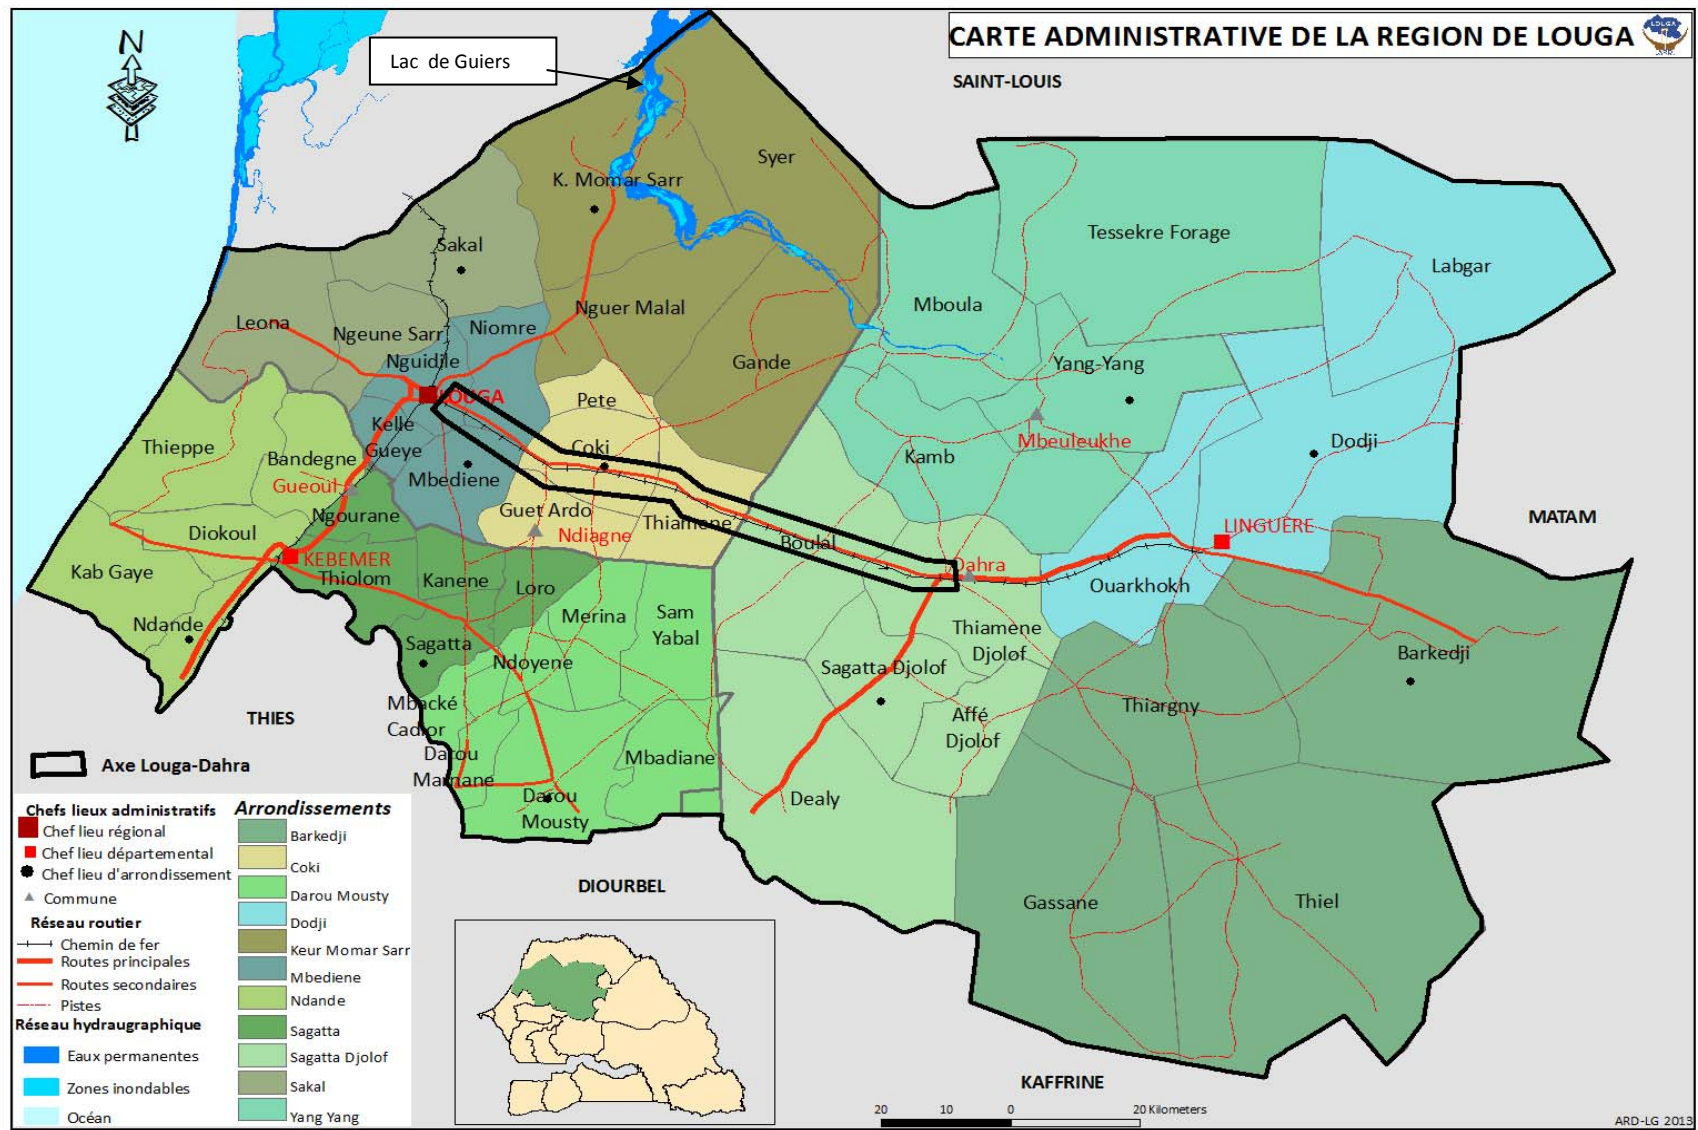 CARTE ADMINISTRATIVE DE LA REGION DE LOUGA
LOUGA
ARD
N
Lac de Guiers
SAINT-LOUIS
Syer
K. Momar Sarr
Tessekre Forage
Sakal
Labgar
Mboula
Nguer Malal
Leona
Ngeune Sarr
Niomre
Nguidile
Gande
Yang-Yang
LOUGA
Pete
Kelle
Gueye
Mbeuleukhe
Dodji
Thieppe
Coki
Bandegne
Kamb
Gueoul
Mbediene
Guet Ardo
Ngourane
Thiamene
MATAM
LINGUERE
Diokoul
Ndiagne
Boulal
KEBEMER
Dahra
Kab Gaye
Thiolom
Kanene
Loro
Ouarkhokh
Merina
Sam
Yabal
Ndande
Thiamene
Djolof
Sagatta
Ndoyene
Sagatta Djolof
Barkedji
Mbacké
Cadior
Thiargny
THIES
Affé
Djolof
Darou
Marnane
Mbadiane
Axe Louga-Dahra
Darou
Mousty
Dealy
DIOURBEL
Gassane
Thiel
KAFFRINE
Chefs lieux administratifs
Chef lieu régional
Chef lieu départemental
Chef lieu d'arrondissement
Commune
Réseau routier
Chemin de fer
Routes principales
Routes secondaires
Pistes
Réseau hydraugraphique
Eaux permanentes
Zones inondables
Océan
Arrondissements
Barkedji
Coki
Darou Mousty
Dodji
Keur Momar Sarr
Mbediene
Ndande
Sagatta
Sagatta Djolof
Sakal
Yang Yang
20 10 0 20 Kilometers
ARD-LG 2013